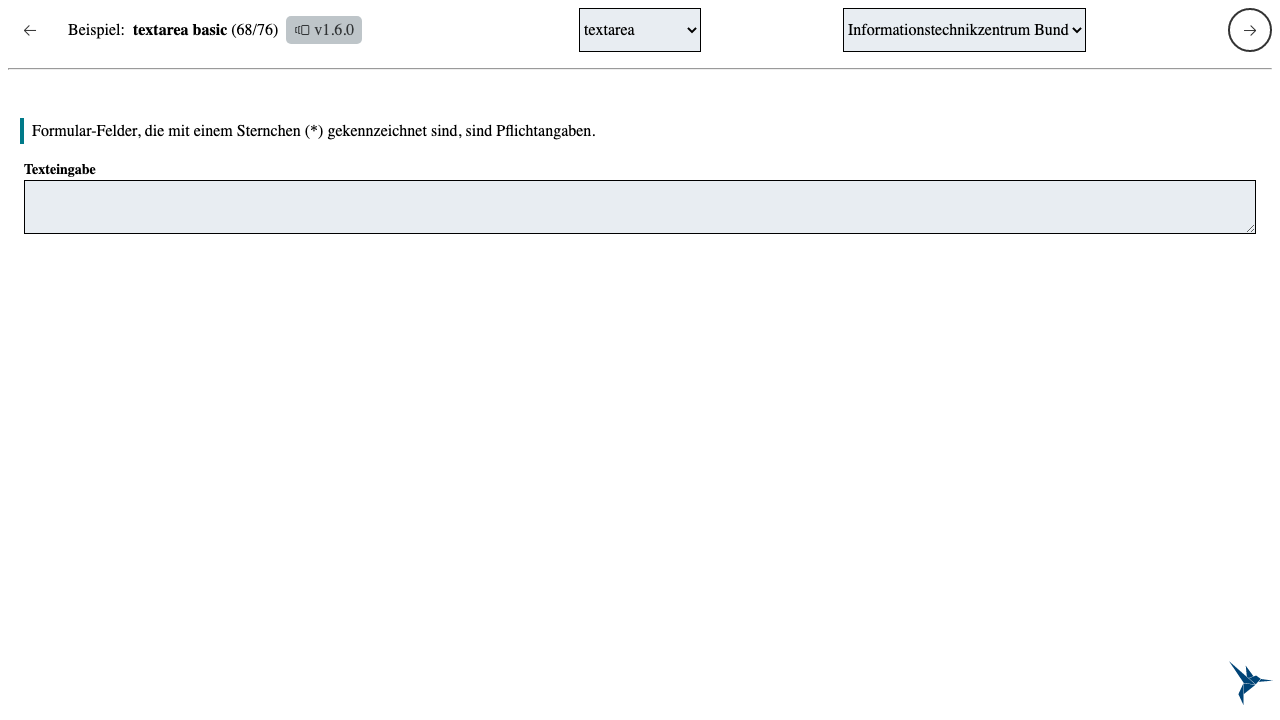 Beispiel: textarea basic (68/76) v1.6.0 textarea Informationstechnikzentrum Bund
Formular-Felder, die mit einem Sternchen (*) gekennzeichnet sind, sind Pflichtangaben.
Texteingabe